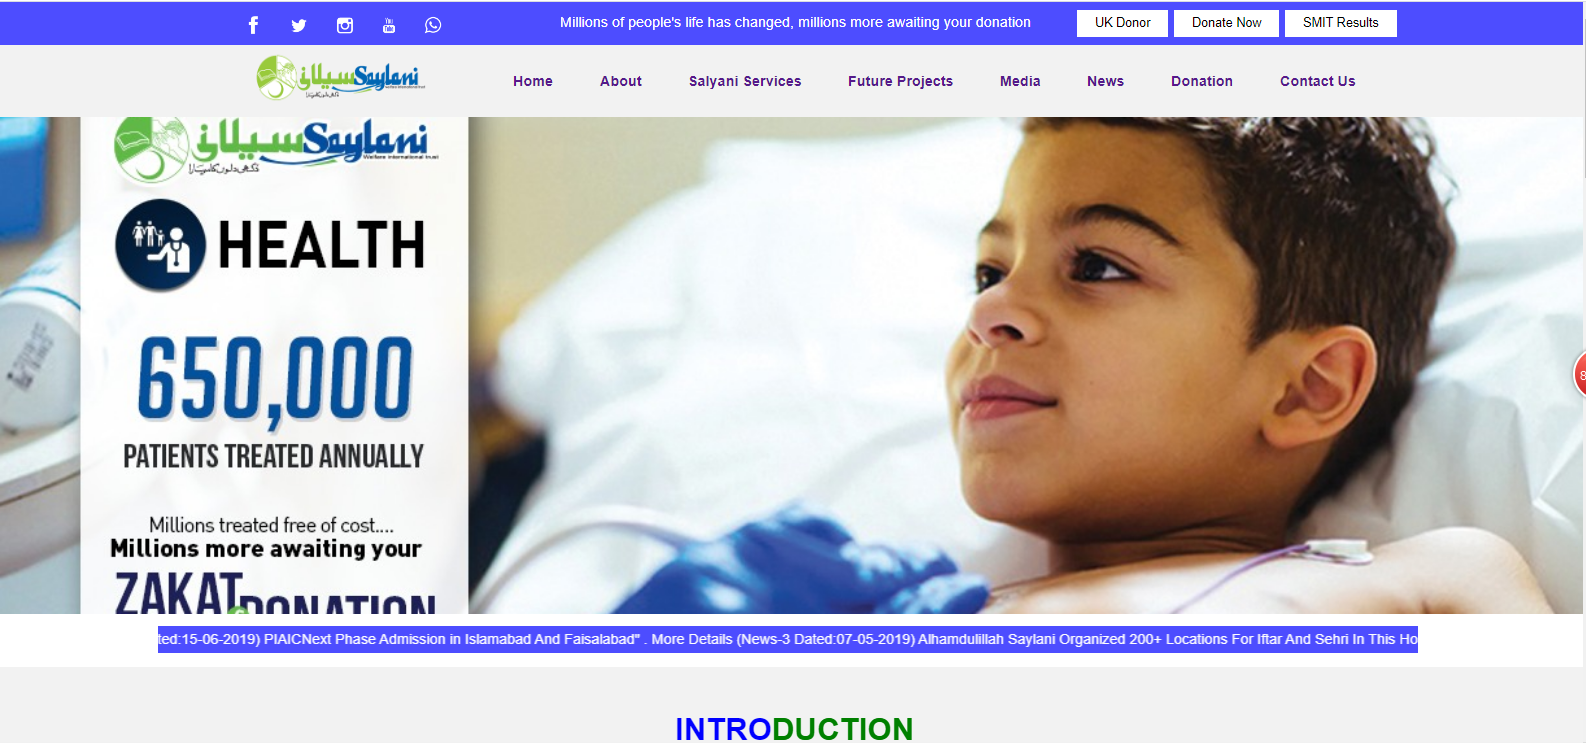 Millions of people's life has changed, millions more awaiting your donation
UK Donor
Donate Now
SMIT Results
سیلانی Saylani
Home
About
Salyani Services
Future Projects
Media
News
Donation
Contact Us
سیلانی Saylani
Welfare international trust
HEALTH
650,000
PATIENTS TREATED ANNUALLY
Millions treated free of cost....
Millions more awaiting your
ZAKAT DONATION
8
ted:15-06-2019) PIAICNext Phase Admission in Islamabad And Faisalabad" . More Details (News-3 Dated:07-05-2019) Alhamdulillah Saylani Organized 200+ Locations For Iftar And Sehri In This Ho
INTRODUCTION